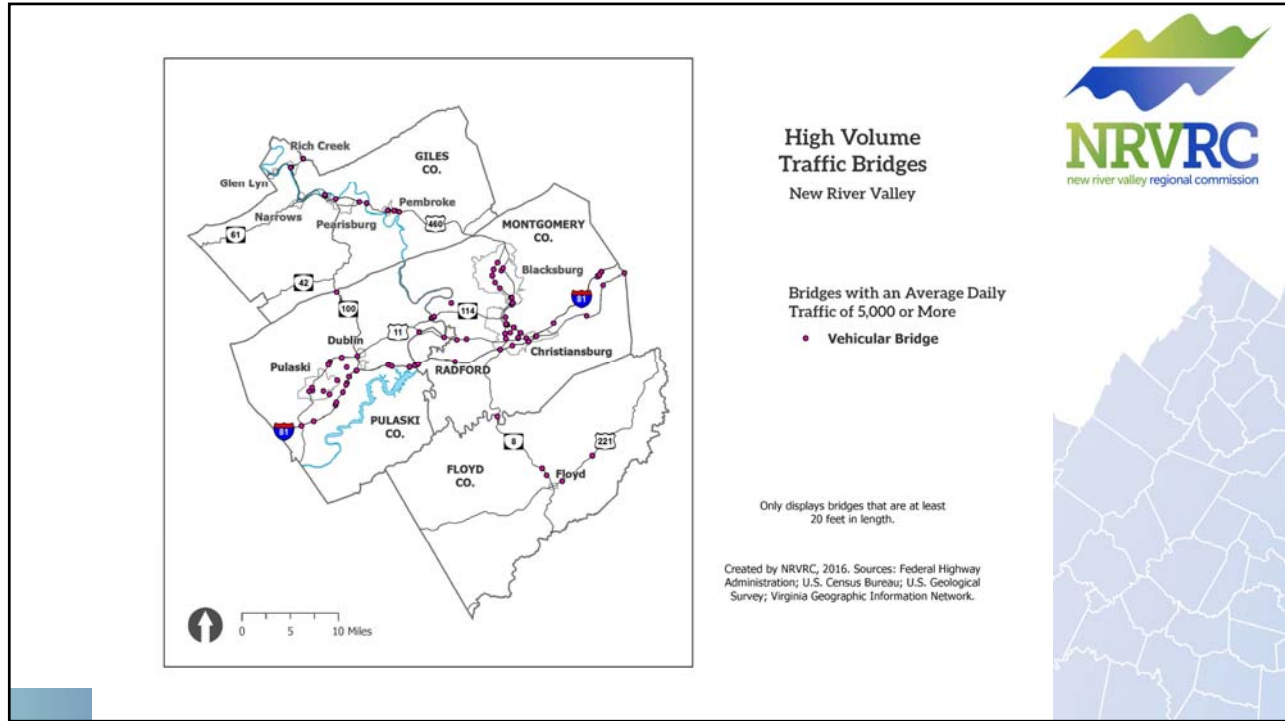 Rich Creek
GILES
CO.
Glen Lyn
Narrows
Pembroke
Pearisburg
460
MONTGOMERY
CO.
61
Blacksburg
42
81
100
114
11
Dublin
Christiansburg
Pulaski
RADFORD
PULASKI
CO.
81
8
221
FLOYD
CO.
Floyd
0 5 10 Miles
High Volume
Traffic Bridges
New River Valley
Bridges with an Average Daily
Traffic of 5,000 or More
Vehicular Bridge
Only displays bridges that are at least
20 feet in length.
Created by NRVRC, 2016. Sources: Federal Highway
Administration; U.S. Census Bureau; U.S. Geological
Survey; Virginia Geographic Information Network.
NRVRC
new river valley regional commission